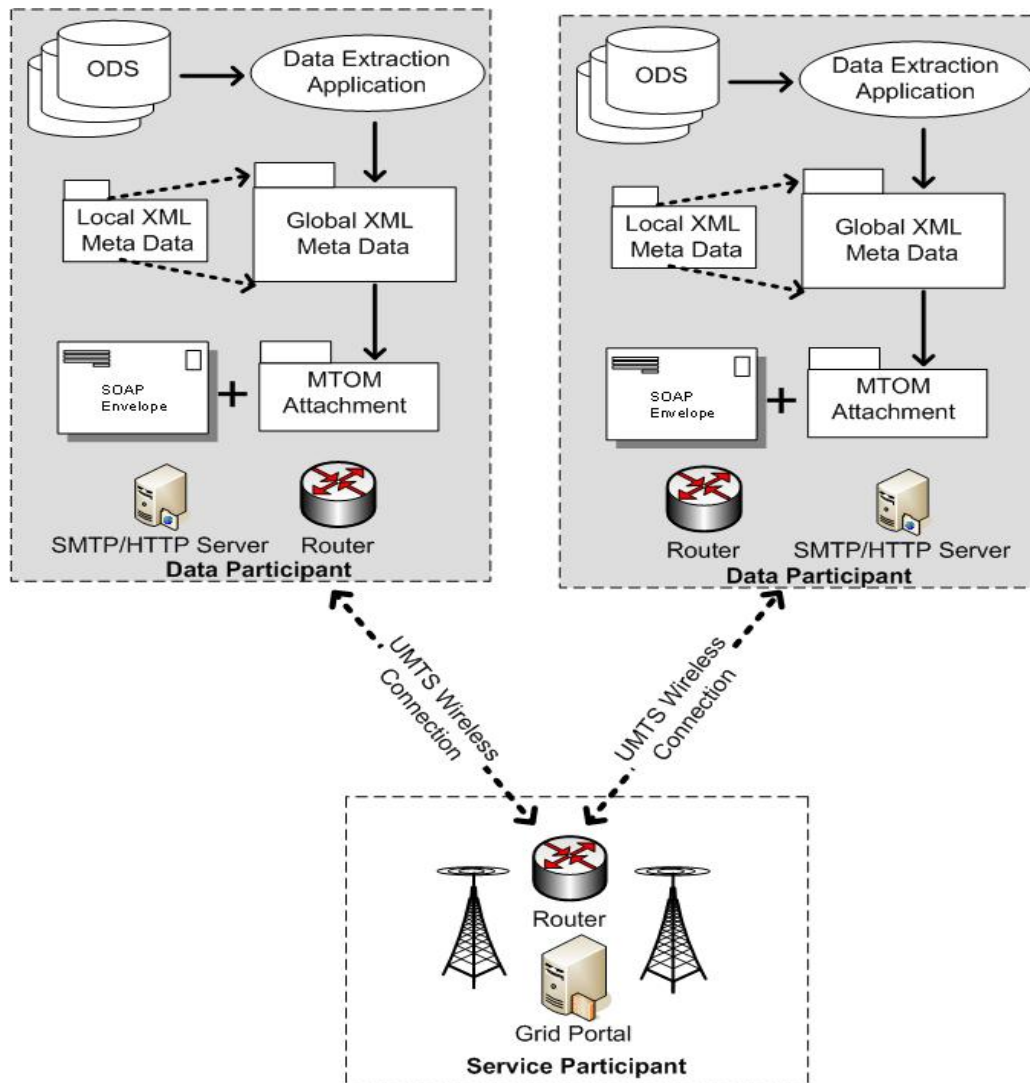 ODS
Data Extraction
Application
Local XML
Meta Data
Global XML
Meta Data
SOAP
Envelope
+
MTOM
Attachment
SMTP/HTTP Server
Router
Data Participant
ODS
Data Extraction
Application
Local XML
Meta Data
Global XML
Meta Data
SOAP
Envelope
+
MTOM
Attachment
Router
SMTP/HTTP Server
Data Participant
UMTS Wireless
Connection
UMTS Wireless
Connection
Router
Grid Portal
Service Participant